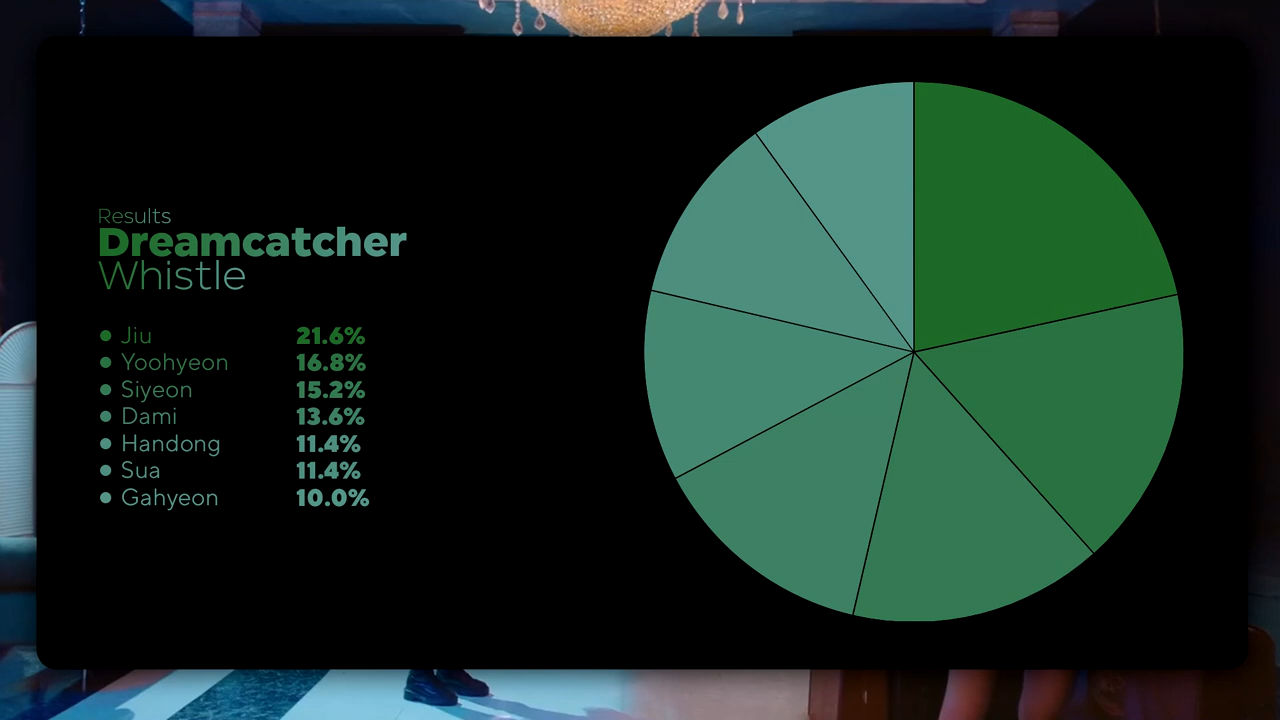 Results
Dreamcatcher
Whistle
Jiu 21.6%
Yoohyeon 16.8%
Siyeon 15.2%
Dami 13.6%
Handong 11.4%
Sua 11.4%
Gahyeon 10.0%